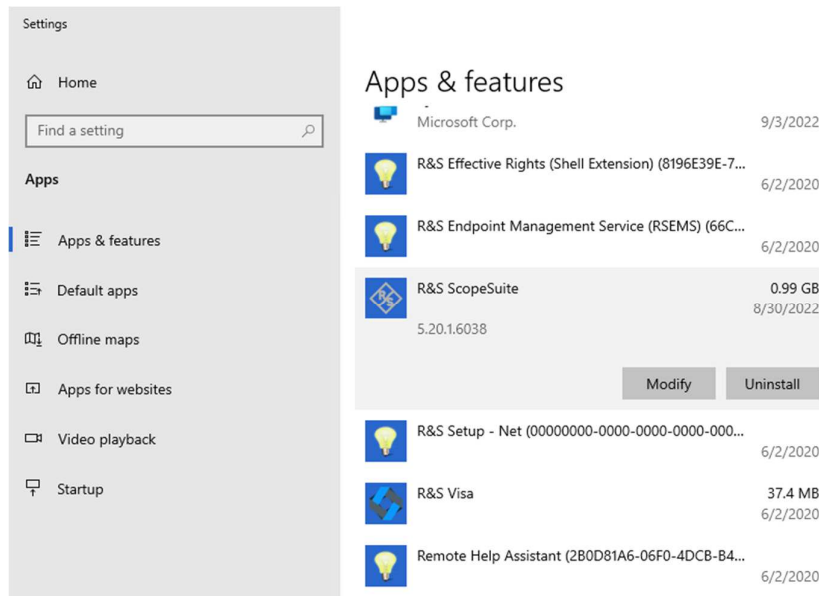 Settings
Home
Find a setting
Apps
Apps & features
Default apps
Offline maps
Apps for websites
Video playback
Startup
Apps & features
Microsoft Corp.
9/3/2022
R&S Effective Rights (Shell Extension) (8196E39E-7...
6/2/2020
R&S Endpoint Management Service (RSEMS) (66C...
6/2/2020
R&S ScopeSuite
0.99 GB
8/30/2022
5.20.1.6038
Modify
Uninstall
R&S Setup - Net (00000000-0000-0000-0000-000...
6/2/2020
R&S Visa
37.4 MB
6/2/2020
Remote Help Assistant (2B0D81A6-06F0-4DCB-B4...
6/2/2020